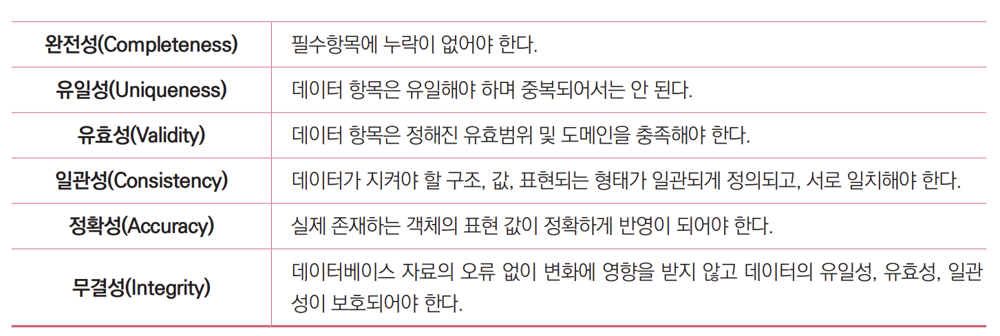 완전성(Completeness) 필수항목에 누락이 없어야 한다.
유일성(Uniqueness) 데이터 항목은 유일해야 하며 중복되어서는 안 된다.
유효성(Validity) 데이터 항목은 정해진 유효범위 및 도메인을 충족해야 한다.
일관성(Consistency) 데이터가 지켜야 할 구조, 값, 표현되는 형태가 일관되게 정의되고, 서로 일치해야 한다.
정확성(Accuracy) 실제 존재하는 객체의 표현 값이 정확하게 반영이 되어야 한다.
무결성(Integrity) 데이터베이스 자료의 오류 없이 변화에 영향을 받지 않고 데이터의 유일성, 유효성, 일관
성이 보호되어야 한다.